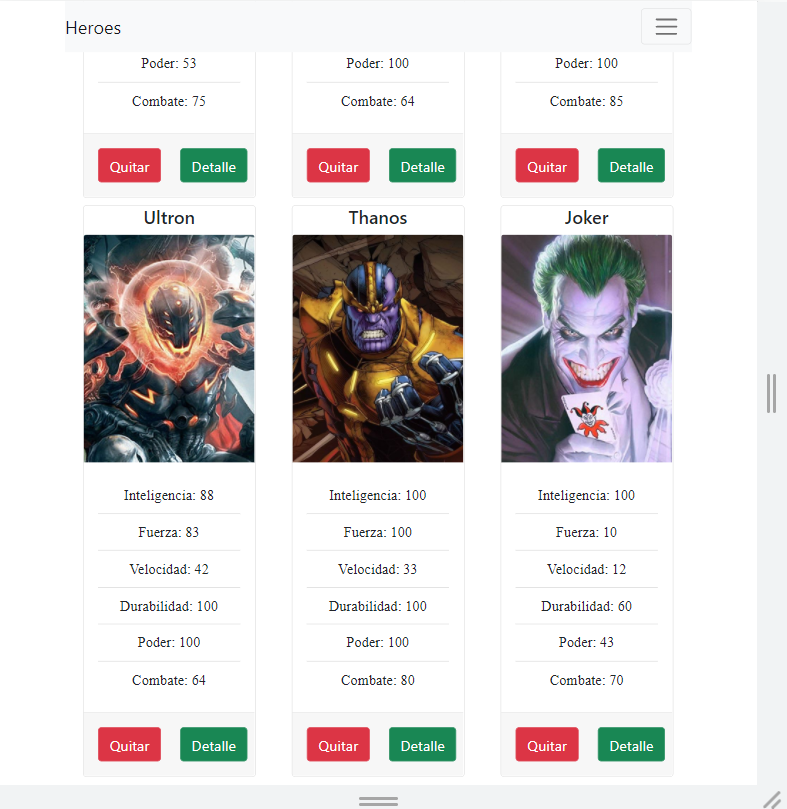 Heroes
Poder: 53 Poder: 100 Poder: 100
Combate: 75 Combate: 64 Combate: 85
Quitar Detalle Quitar Detalle Quitar Detalle
Ultron Thanos Joker
Inteligencia: 88 Inteligencia: 100 Inteligencia: 100
Fuerza: 83 Fuerza: 100 Fuerza: 10
Velocidad: 42 Velocidad: 33 Velocidad: 12
Durabilidad: 100 Durabilidad: 100 Durabilidad: 60
Poder: 100 Poder: 100 Poder: 43
Combate: 64 Combate: 80 Combate: 70
Quitar Detalle Quitar Detalle Quitar Detalle